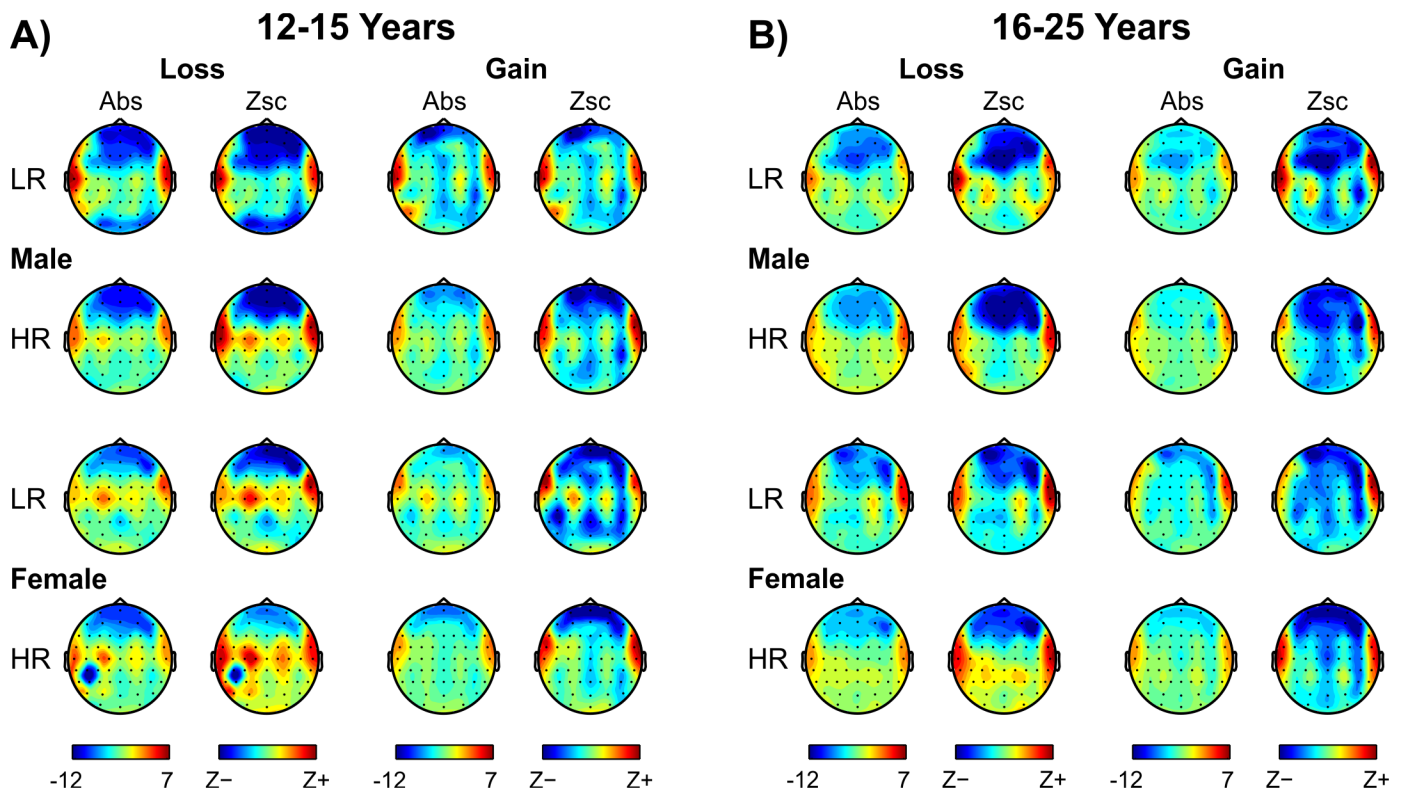 A) 12-15 Years B) 16-25 Years
Loss Gain Loss Gain
Abs Zsc Abs Zsc Abs Zsc Abs Zsc
LR LR
Male Male
HR HR
LR LR
Female Female
HR HR
-12 7 Z− Z+ -12 7 Z− Z+ -12 7 Z− Z+ -12 7 Z− Z+